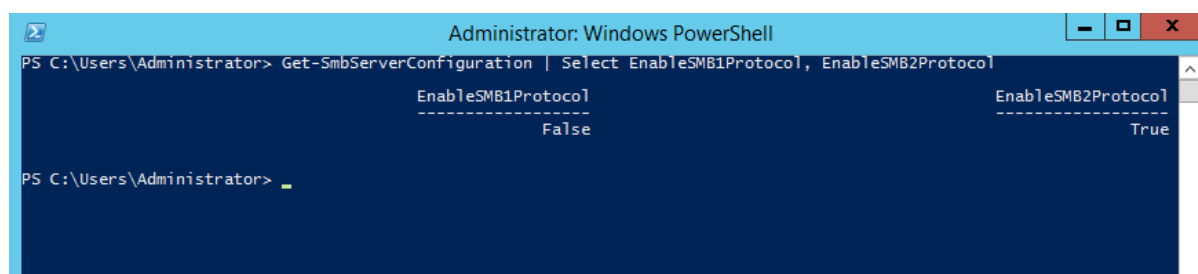 Administrator: Windows PowerShell
PS C:\Users\Administrator> Get-SmbServerConfiguration | Select EnableSMB1Protocol, EnableSMB2Protocol
EnableSMB1Protocol EnableSMB2Protocol
------------------ ------------------
False True
PS C:\Users\Administrator> _